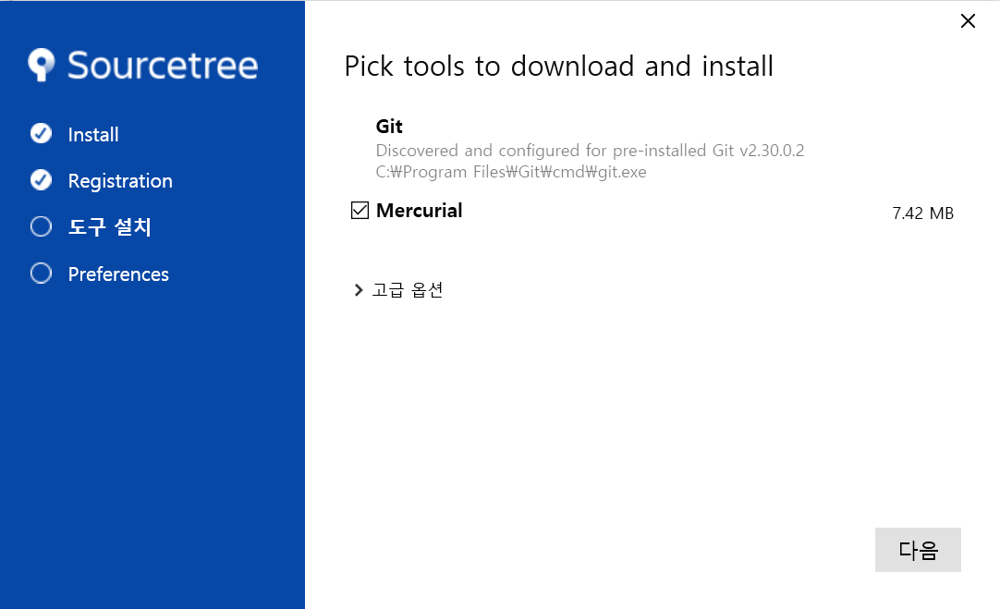 Sourcetree
Install
Registration
도구 설치
Preferences
Pick tools to download and install
Git
Discovered and configured for pre-installed Git v2.30.0.2
C:₩Program Files₩Git₩cmd₩git.exe
Mercurial
7.42 MB
고급 옵션
다음